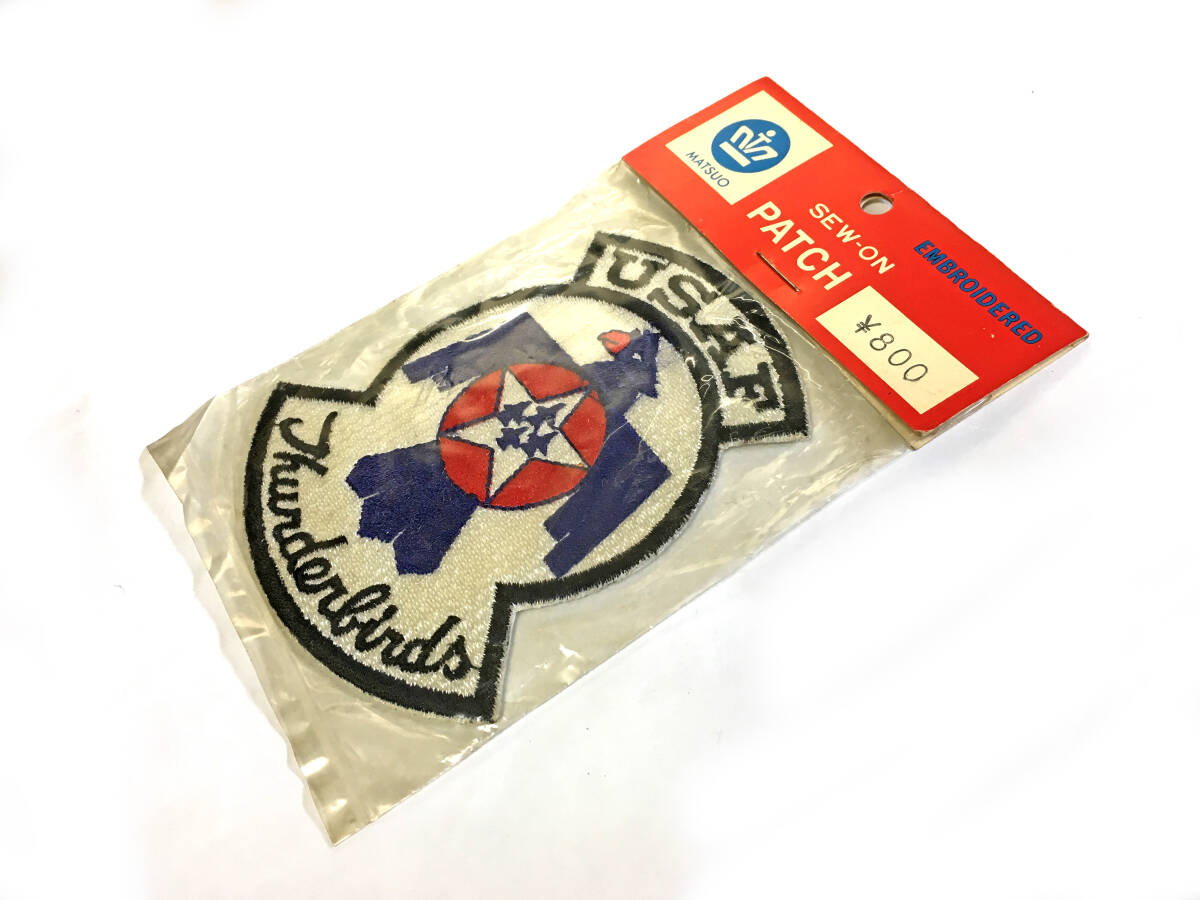 MATSUO
EMBROIDERED
SEW-ON
PATCH
¥800
USAF
Thunderbirds